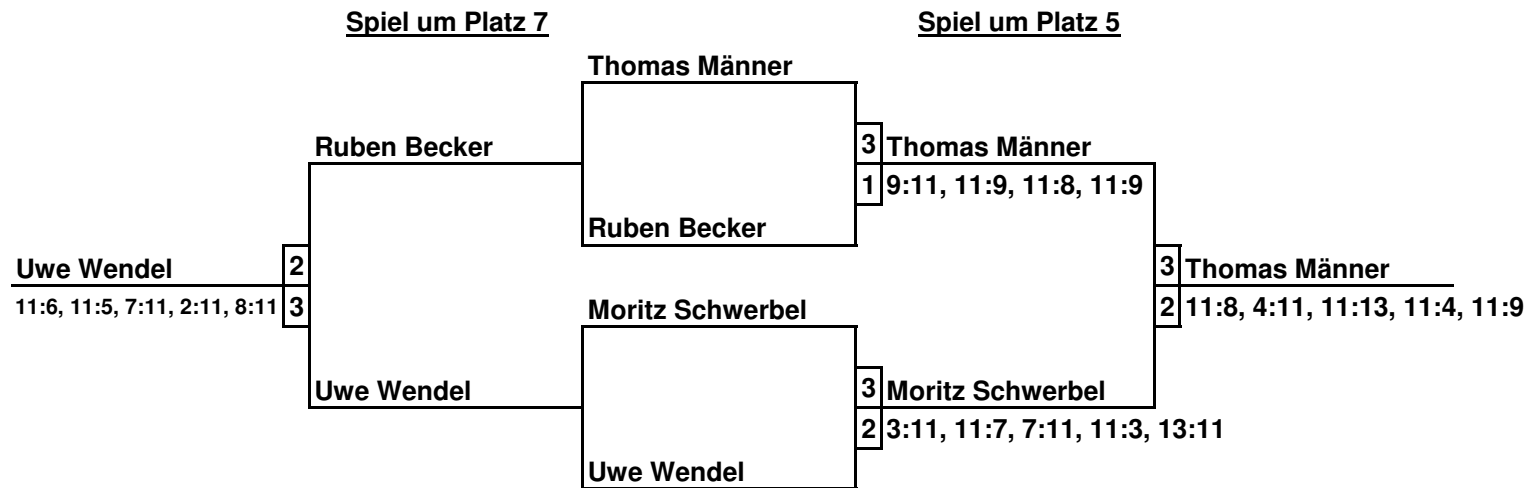 Spiel um Platz 7
Spiel um Platz 5
Thomas Männer
Ruben Becker
3 Thomas Männer
1 9:11, 11:9, 11:8, 11:9
Ruben Becker
Uwe Wendel 2
3 Thomas Männer
11:6, 11:5, 7:11, 2:11, 8:11 3
Moritz Schwerbel
2 11:8, 4:11, 11:13, 11:4, 11:9
Uwe Wendel
3 Moritz Schwerbel
2 3:11, 11:7, 7:11, 11:3, 13:11
Uwe Wendel